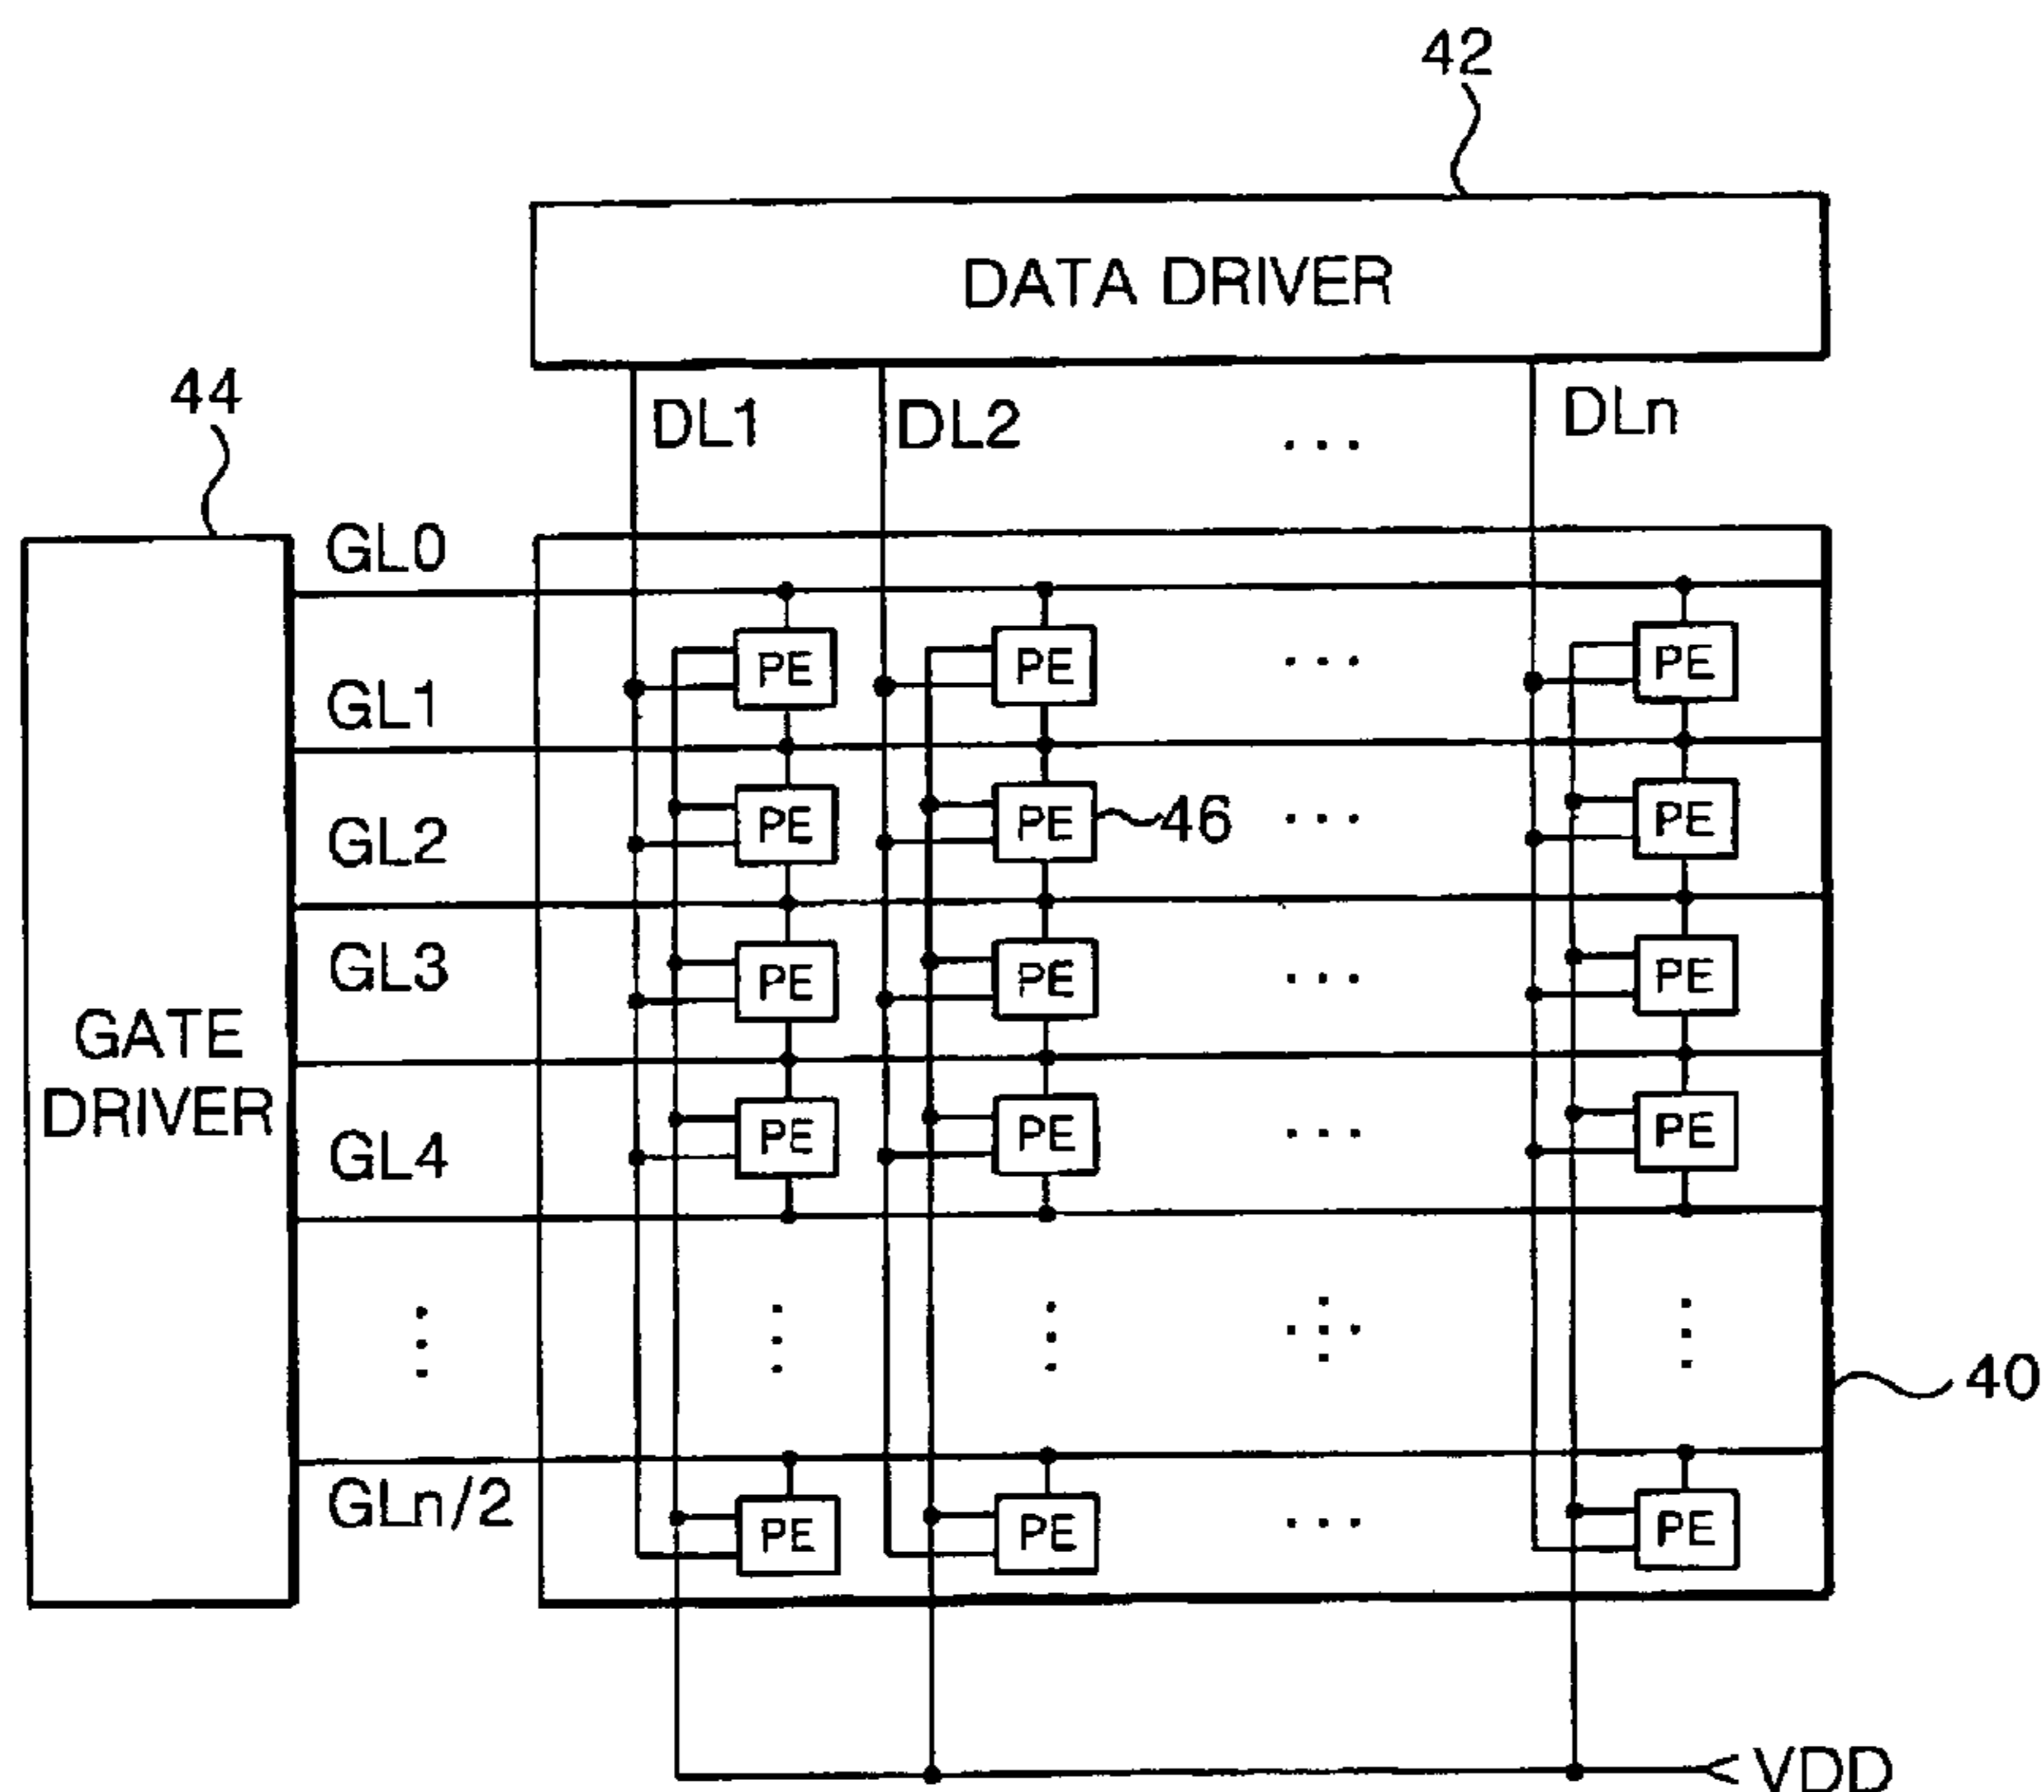 42
DATA DRIVER
44
DL1 DL2 ... DLn
GL0
PE PE ... PE
GL1
PE PE 46 ... PE
GL2
PE PE ... PE
GL3
GATE
DRIVER
PE PE ... PE
GL4
40
GLn/2
PE PE ... PE
VDD